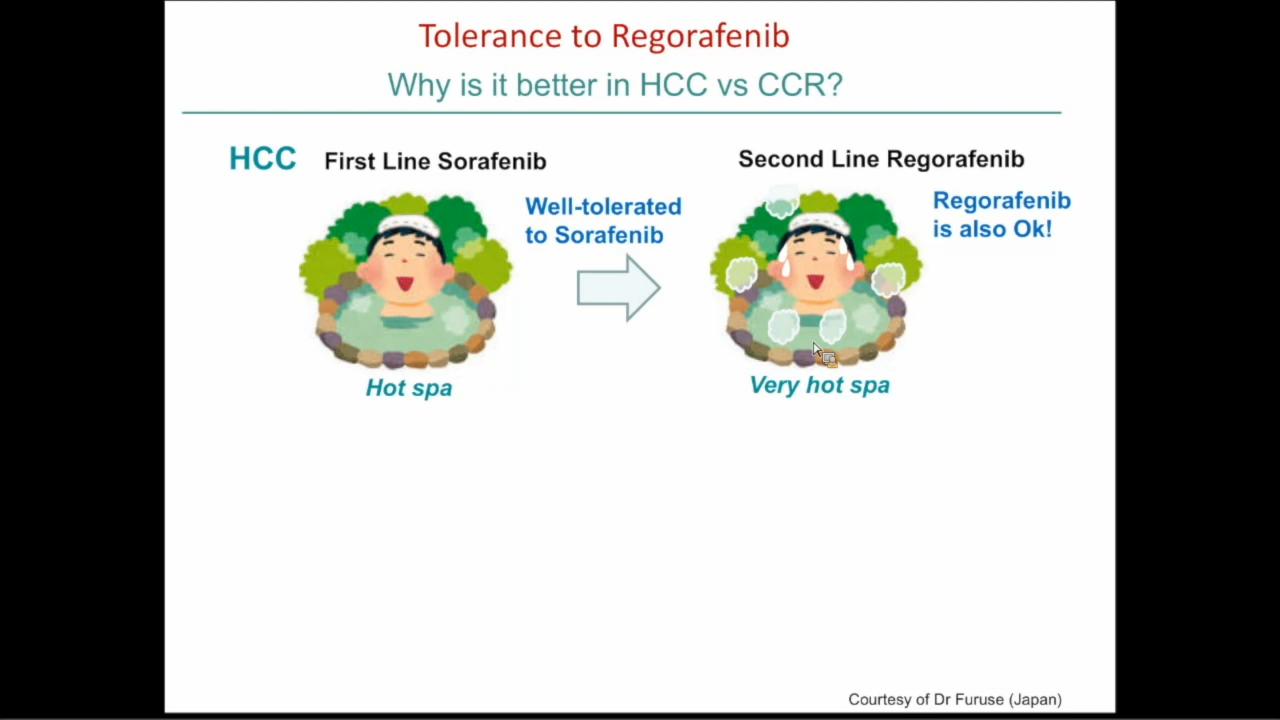 Tolerance to Regorafenib
Why is it better in HCC vs CCR?
HCC
First Line Sorafenib
Well-tolerated
to Sorafenib
Hot spa
Second Line Regorafenib
Regorafenib
is also Ok!
Very hot spa
Courtesy of Dr Furuse (Japan)